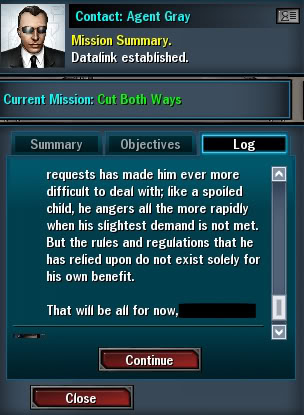 Contact: Agent Gray
Mission Summary.
Datalink established.
Current Mission: Cut Both Ways
Summary
Objectives
Log
requests has made him ever more
difficult to deal with; like a spoiled
child, he angers all the more rapidly
when his slightest demand is not met.
But the rules and regulations that he
has relied upon do not exist solely for
his own benefit.
That will be all for now,
Continue
Close